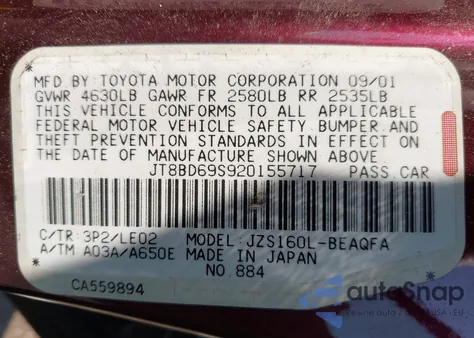 MFD BY: TOYOTA MOTOR CORPORATION 09/01
GVWR 4630LB GAWR FR 2580LB RR 2535LB
THIS VEHICLE CONFORMS TO ALL APPLICABLE
FEDERAL MOTOR VEHICLE SAFETY BUMPER AND
THEFT PREVENTION STANDARDS IN EFFECT ON
THE DATE OF MANUFACTURE SHOWN ABOVE
JT8BD69S920155717 PASS.CAR
C/TR: 3P2/LE02 MODEL: JZS160L-BEAQFA
A/TM A03A/A650E MADE IN JAPAN
NO.884
CA559894
autoSnap